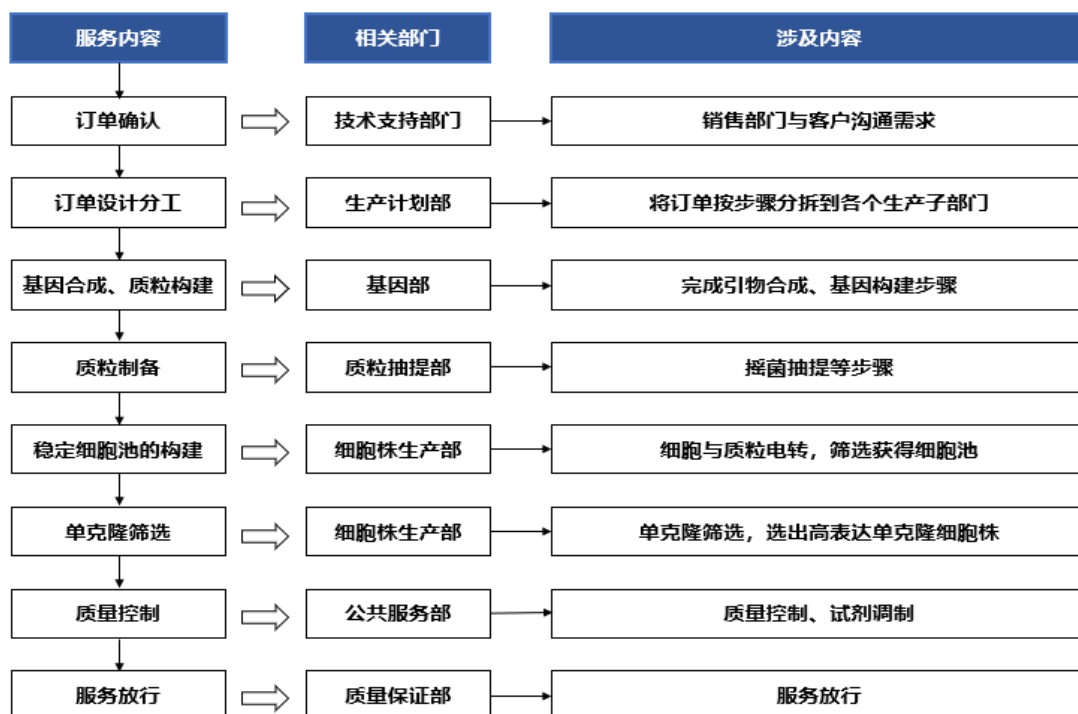 服务内容
相关部门
涉及内容
订单确认
技术支持部门
销售部门与客户沟通需求
订单设计分工
生产计划部
将订单按步骤分拆到各个生产子部门
基因合成、质粒构建
基因部
完成引物合成、基因构建步骤
质粒制备
质粒抽提部
摇菌抽提等步骤
稳定细胞池的构建
细胞株生产部
细胞与质粒电转，筛选获得细胞池
单克隆筛选
细胞株生产部
单克隆筛选，选出高表达单克隆细胞株
质量控制
公共服务部
质量控制、试剂调制
服务放行
质量保证部
服务放行